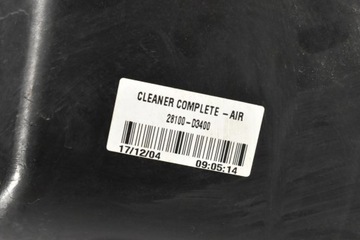 CLEANER COMPLETE - AIR
28100-D3400
17/12/04 09:05:14